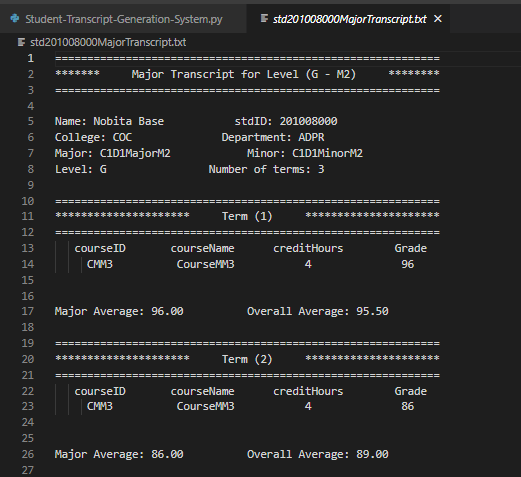 Student-Transcript-Generation-System.py std201008000MajorTranscript.txt
std201008000MajorTranscript.txt
1 ============================================================
2 ******* Major Transcript for Level (G - M2) ********
3 ============================================================
4
5 Name: Nobita Base stdID: 201008000
6 College: COC Department: ADPR
7 Major: C1D1MajorM2 Minor: C1D1MinorM2
8 Level: G Number of terms: 3
9
10 ============================================================
11 ********************* Term (1) *********************
12 ============================================================
13 courseID courseName creditHours Grade
14 CMM3 CourseMM3 4 96
15
16
17 Major Average: 96.00 Overall Average: 95.50
18
19 ============================================================
20 ********************* Term (2) *********************
21 ============================================================
22 courseID courseName creditHours Grade
23 CMM3 CourseMM3 4 86
24
25
26 Major Average: 86.00 Overall Average: 89.00
27